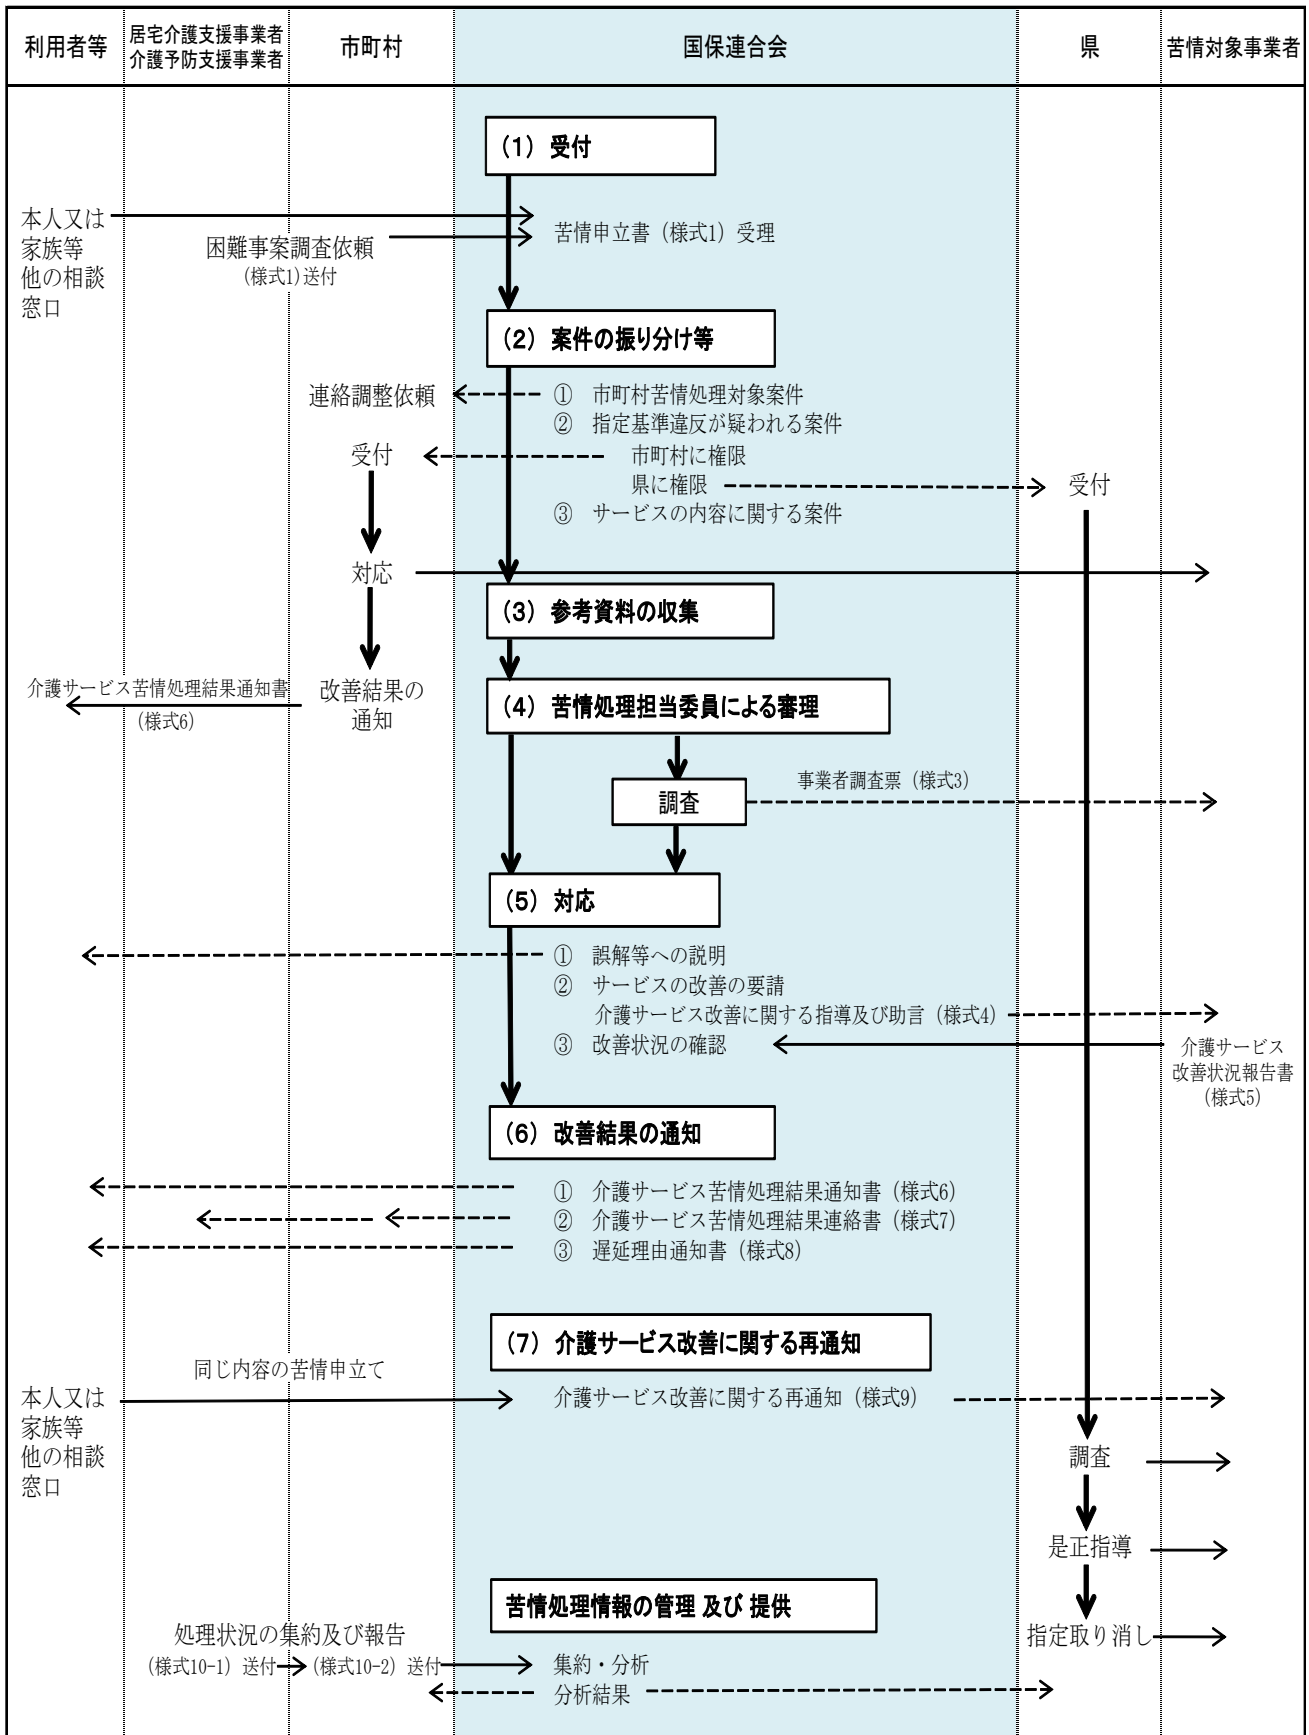 利用者等
居宅介護支援事業者
介護予防支援事業者
市町村
国保連合会
県
苦情対象事業者
(1) 受付
本人又は
家族等
他の相談
窓口
困難事案調査依頼
(様式1)送付
苦情申立書(様式1)受理
(2) 案件の振り分け等
連絡調整依頼
① 市町村苦情処理対象案件
② 指定基準違反が疑われる案件
受付
市町村に権限
県に権限
受付
③ サービスの内容に関する案件
対応
(3) 参考資料の収集
介護サービス苦情処理結果通知書
(様式6)
改善結果の
通知
(4) 苦情処理担当委員による審理
調査
事業者調査票(様式3)
(5) 対応
① 誤解等への説明
② サービスの改善の要請
介護サービス改善に関する指導及び助言(様式4)
③ 改善状況の確認
介護サービス
改善状況報告書
(様式5)
(6) 改善結果の通知
① 介護サービス苦情処理結果通知書(様式6)
② 介護サービス苦情処理結果連絡書(様式7)
③ 遅延理由通知書(様式8)
(7) 介護サービス改善に関する再通知
同じ内容の苦情申立て
本人又は
家族等
他の相談
窓口
介護サービス改善に関する再通知(様式9)
調査
是正指導
苦情処理情報の管理 及び 提供
処理状況の集約及び報告
(様式10-1)送付
(様式10-2)送付
集約・分析
分析結果
指定取り消し